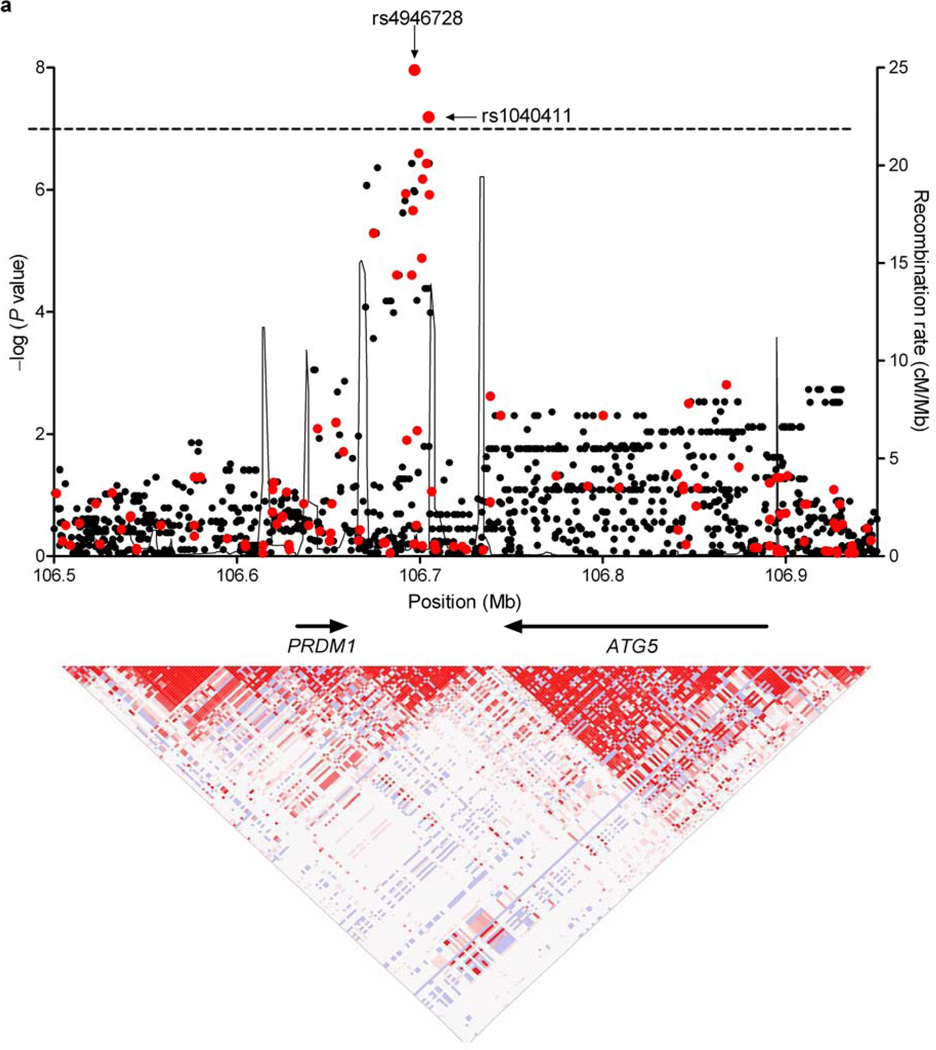 a
rs4946728
8
25
rs1040411
20
6
15
4
10
2
5
0
0
106.5
106.6
106.7
106.8
106.9
−log (P value)
Recombination rate (cM/Mb)
Position (Mb)
PRDM1
ATG5